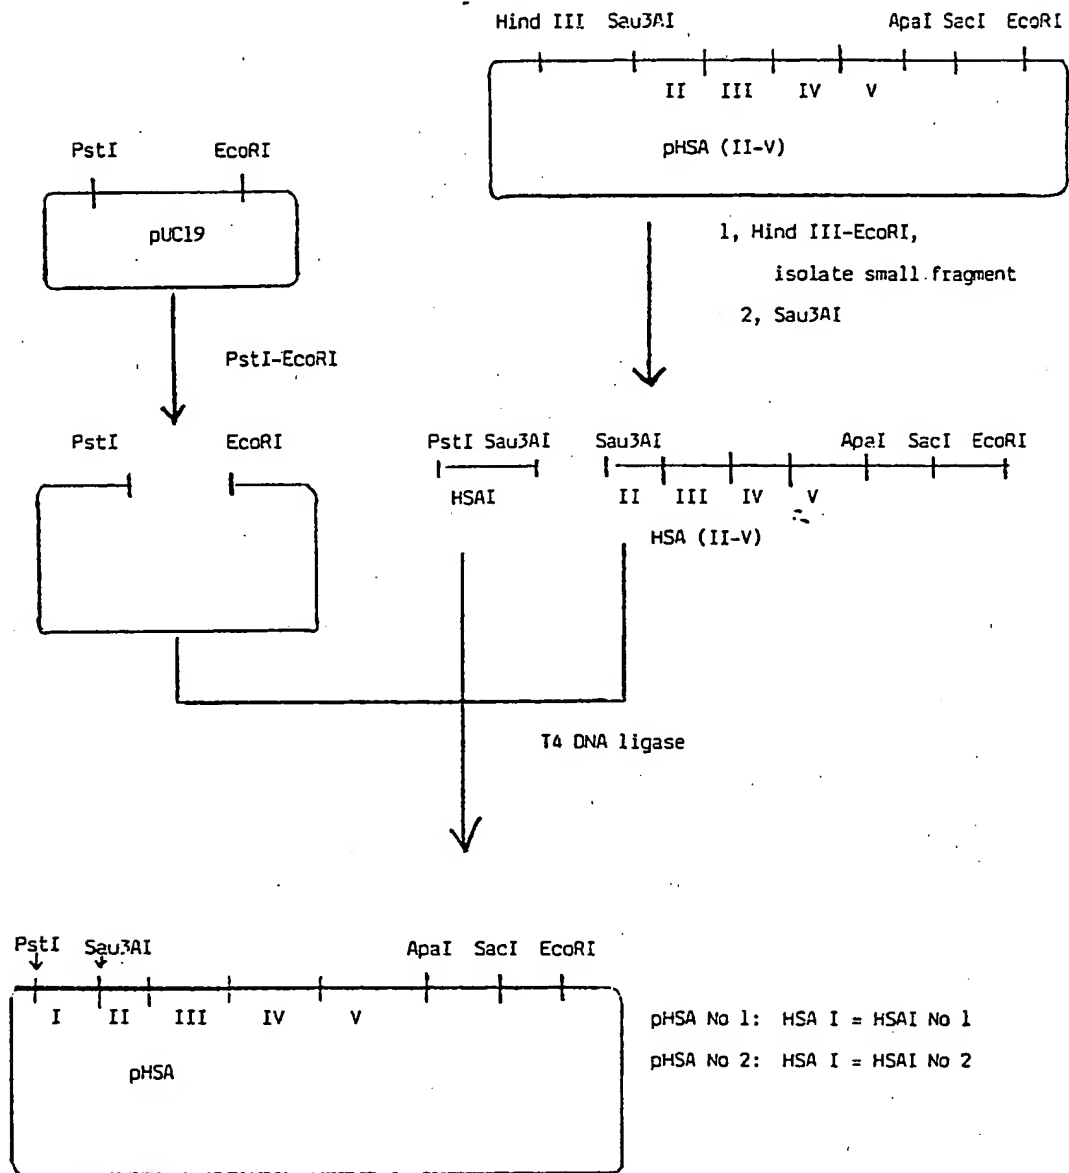 Hind III Sau3AI ApaI SacI EcoRI
II III IV V
pHSA (II-V)
PstI EcoRI
pUC19
1, Hind III-EcoRI,
isolate small fragment
2, Sau3AI
PstI-EcoRI
PstI EcoRI
PstI Sau3AI
HSAI
Sau3AI ApaI SacI EcoRI
II III IV V
HSA (II-V)
T4 DNA ligase
PstI Sau3AI ApaI SacI EcoRI
I II III IV V
pHSA
pHSA No 1: HSA I = HSAI No 1
pHSA No 2: HSA I = HSAI No 2